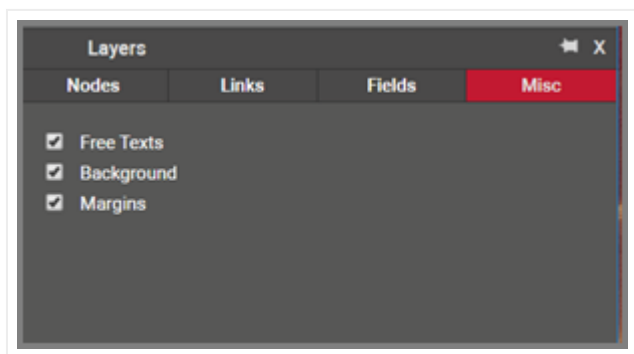 Layers X
Nodes Links Fields Misc
Free Texts
Background
Margins